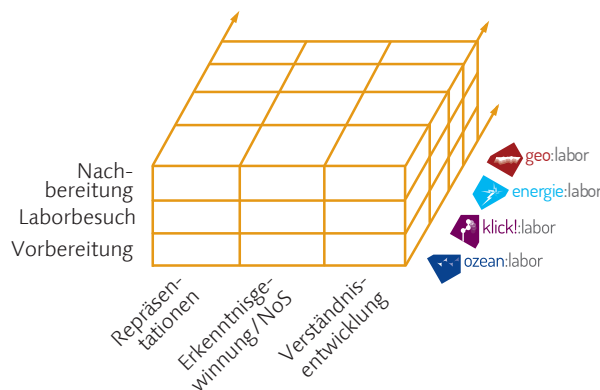 Nach-
bereitung
Laborbesuch
Vorbereitung
geo:labor
energie:labor
klick!:labor
ozean:labor
Repräsen-
tationen
Erkenntnisge-
winnung/NoS
Verständnis-
entwicklung